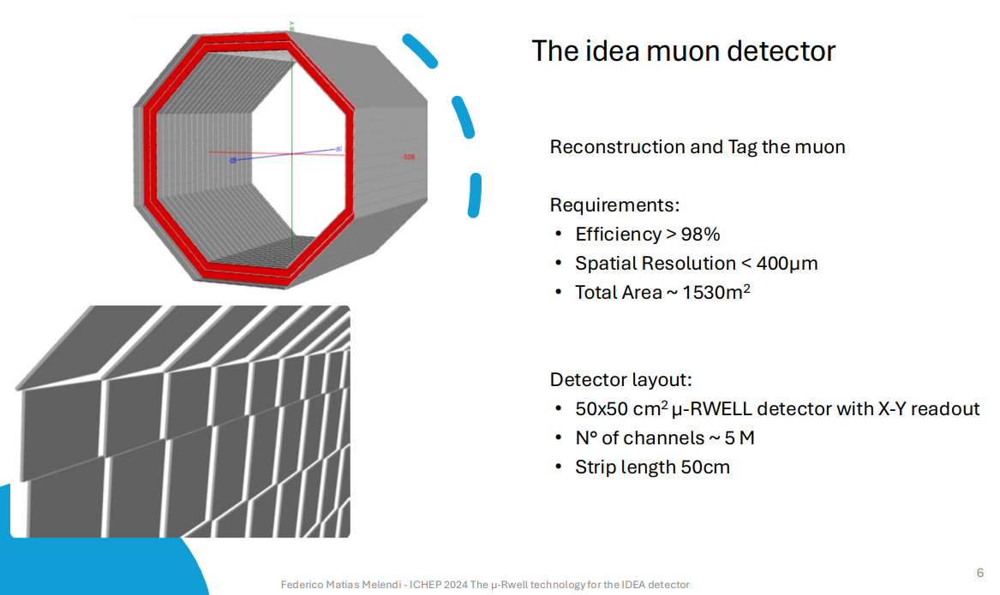 The idea muon detector
Reconstruction and Tag the muon
Requirements:
• Efficiency > 98%
• Spatial Resolution < 400µm
• Total Area ~ 1530m²
Detector layout:
• 50x50 cm² µ-RWELL detector with X-Y readout
• N° of channels ~ 5 M
• Strip length 50cm
-528
Federico Matias Melendi - ICHEP 2024 The µ-Rwell technology for the IDEA detector
6